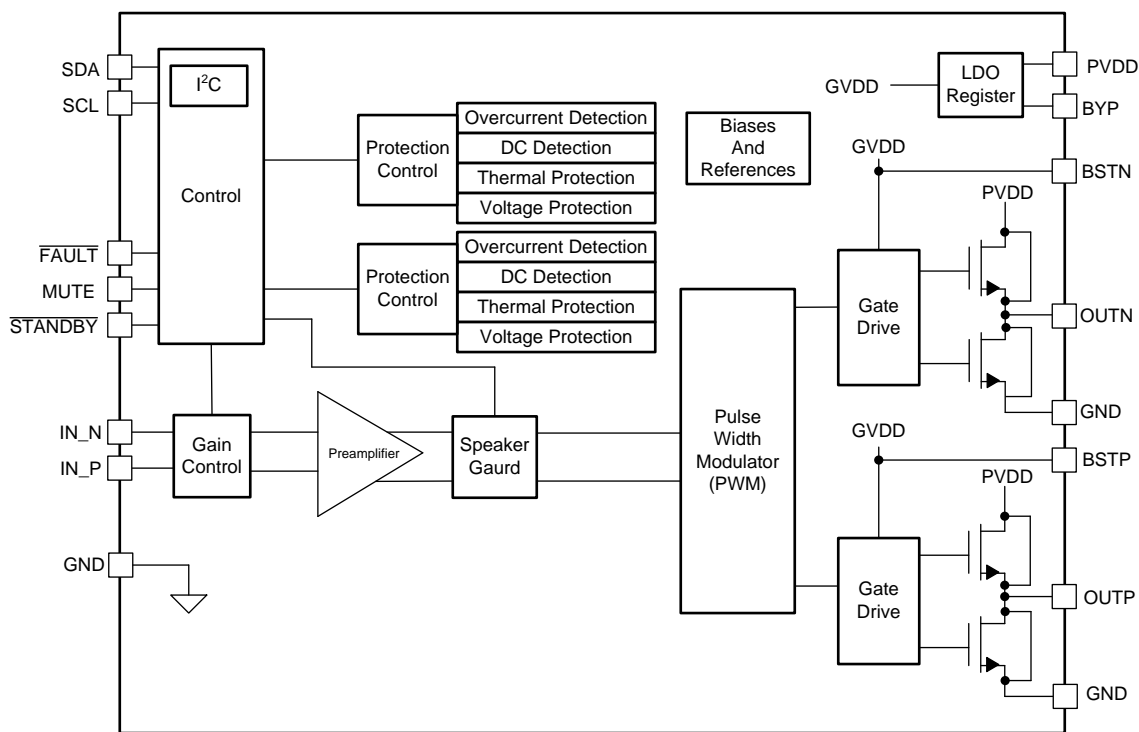 SDA
SCL
I²C
Control
FAULT
MUTE
STANDBY
IN_N
IN_P
GND
Gain
Control
Preamplifier
Speaker
Gaurd
Protection
Control
Overcurrent Detection
DC Detection
Thermal Protection
Voltage Protection
Protection
Control
Overcurrent Detection
DC Detection
Thermal Protection
Voltage Protection
Biases
And
References
Pulse
Width
Modulator
(PWM)
GVDD
LDO
Register
PVDD
BYP
GVDD
BSTN
PVDD
Gate
Drive
OUTN
GND
GVDD
BSTP
PVDD
Gate
Drive
OUTP
GND